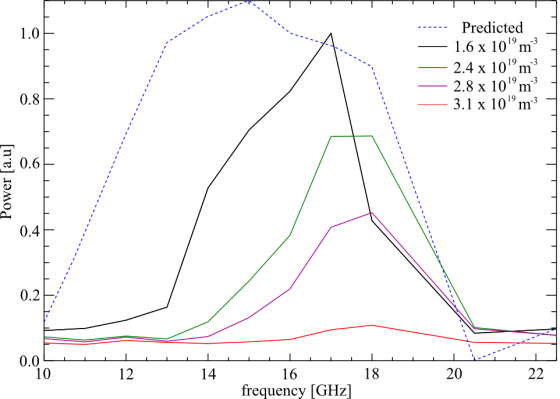 Predicted
1.6 x 10¹⁹ m⁻³
2.4 x 10¹⁹ m⁻³
2.8 x 10¹⁹ m⁻³
3.1 x 10¹⁹ m⁻³
Power [a.u]
1.0
0.8
0.6
0.4
0.2
0.0
10 12 14 16 18 20 22
frequency [GHz]